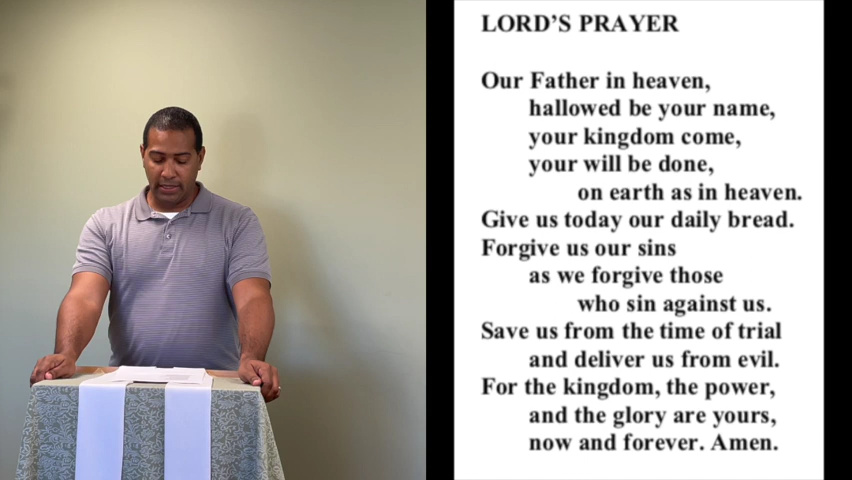 LORD’S PRAYER
Our Father in heaven,
hallowed be your name,
your kingdom come,
your will be done,
on earth as in heaven.
Give us today our daily bread.
Forgive us our sins
as we forgive those
who sin against us.
Save us from the time of trial
and deliver us from evil.
For the kingdom, the power,
and the glory are yours,
now and forever. Amen.